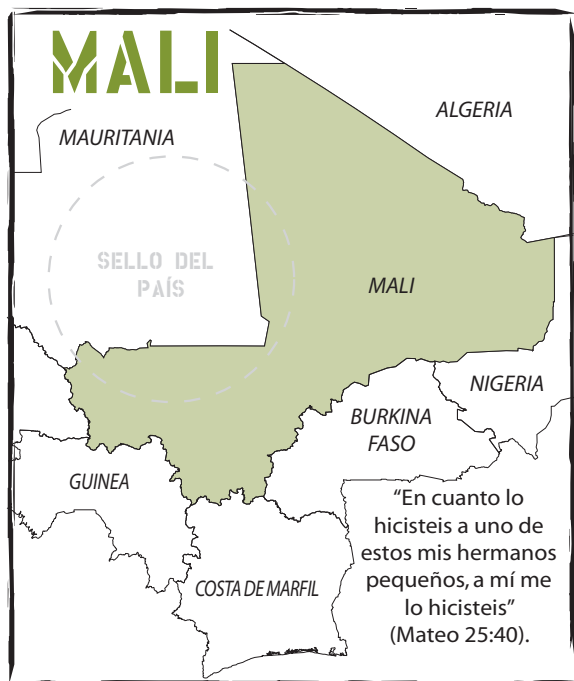 MALI
ALGERIA
MAURITANIA
SELLO DEL
PAÍS
MALI
NIGERIA
BURKINA
FASO
GUINEA
COSTA DE MARFIL
“En cuanto lo
hicisteis a uno de
estos mis hermanos
pequeños, a mí me
lo hicisteis”
(Mateo 25:40).